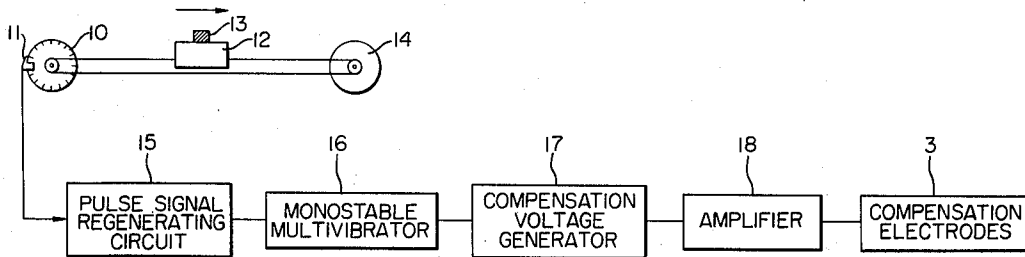 13
11
10
12
14
15
16
17
18
3
PULSE SIGNAL
REGENERATING
CIRCUIT
MONOSTABLE
MULTIVIBRATOR
COMPENSATION
VOLTAGE
GENERATOR
AMPLIFIER
COMPENSATION
ELECTRODES